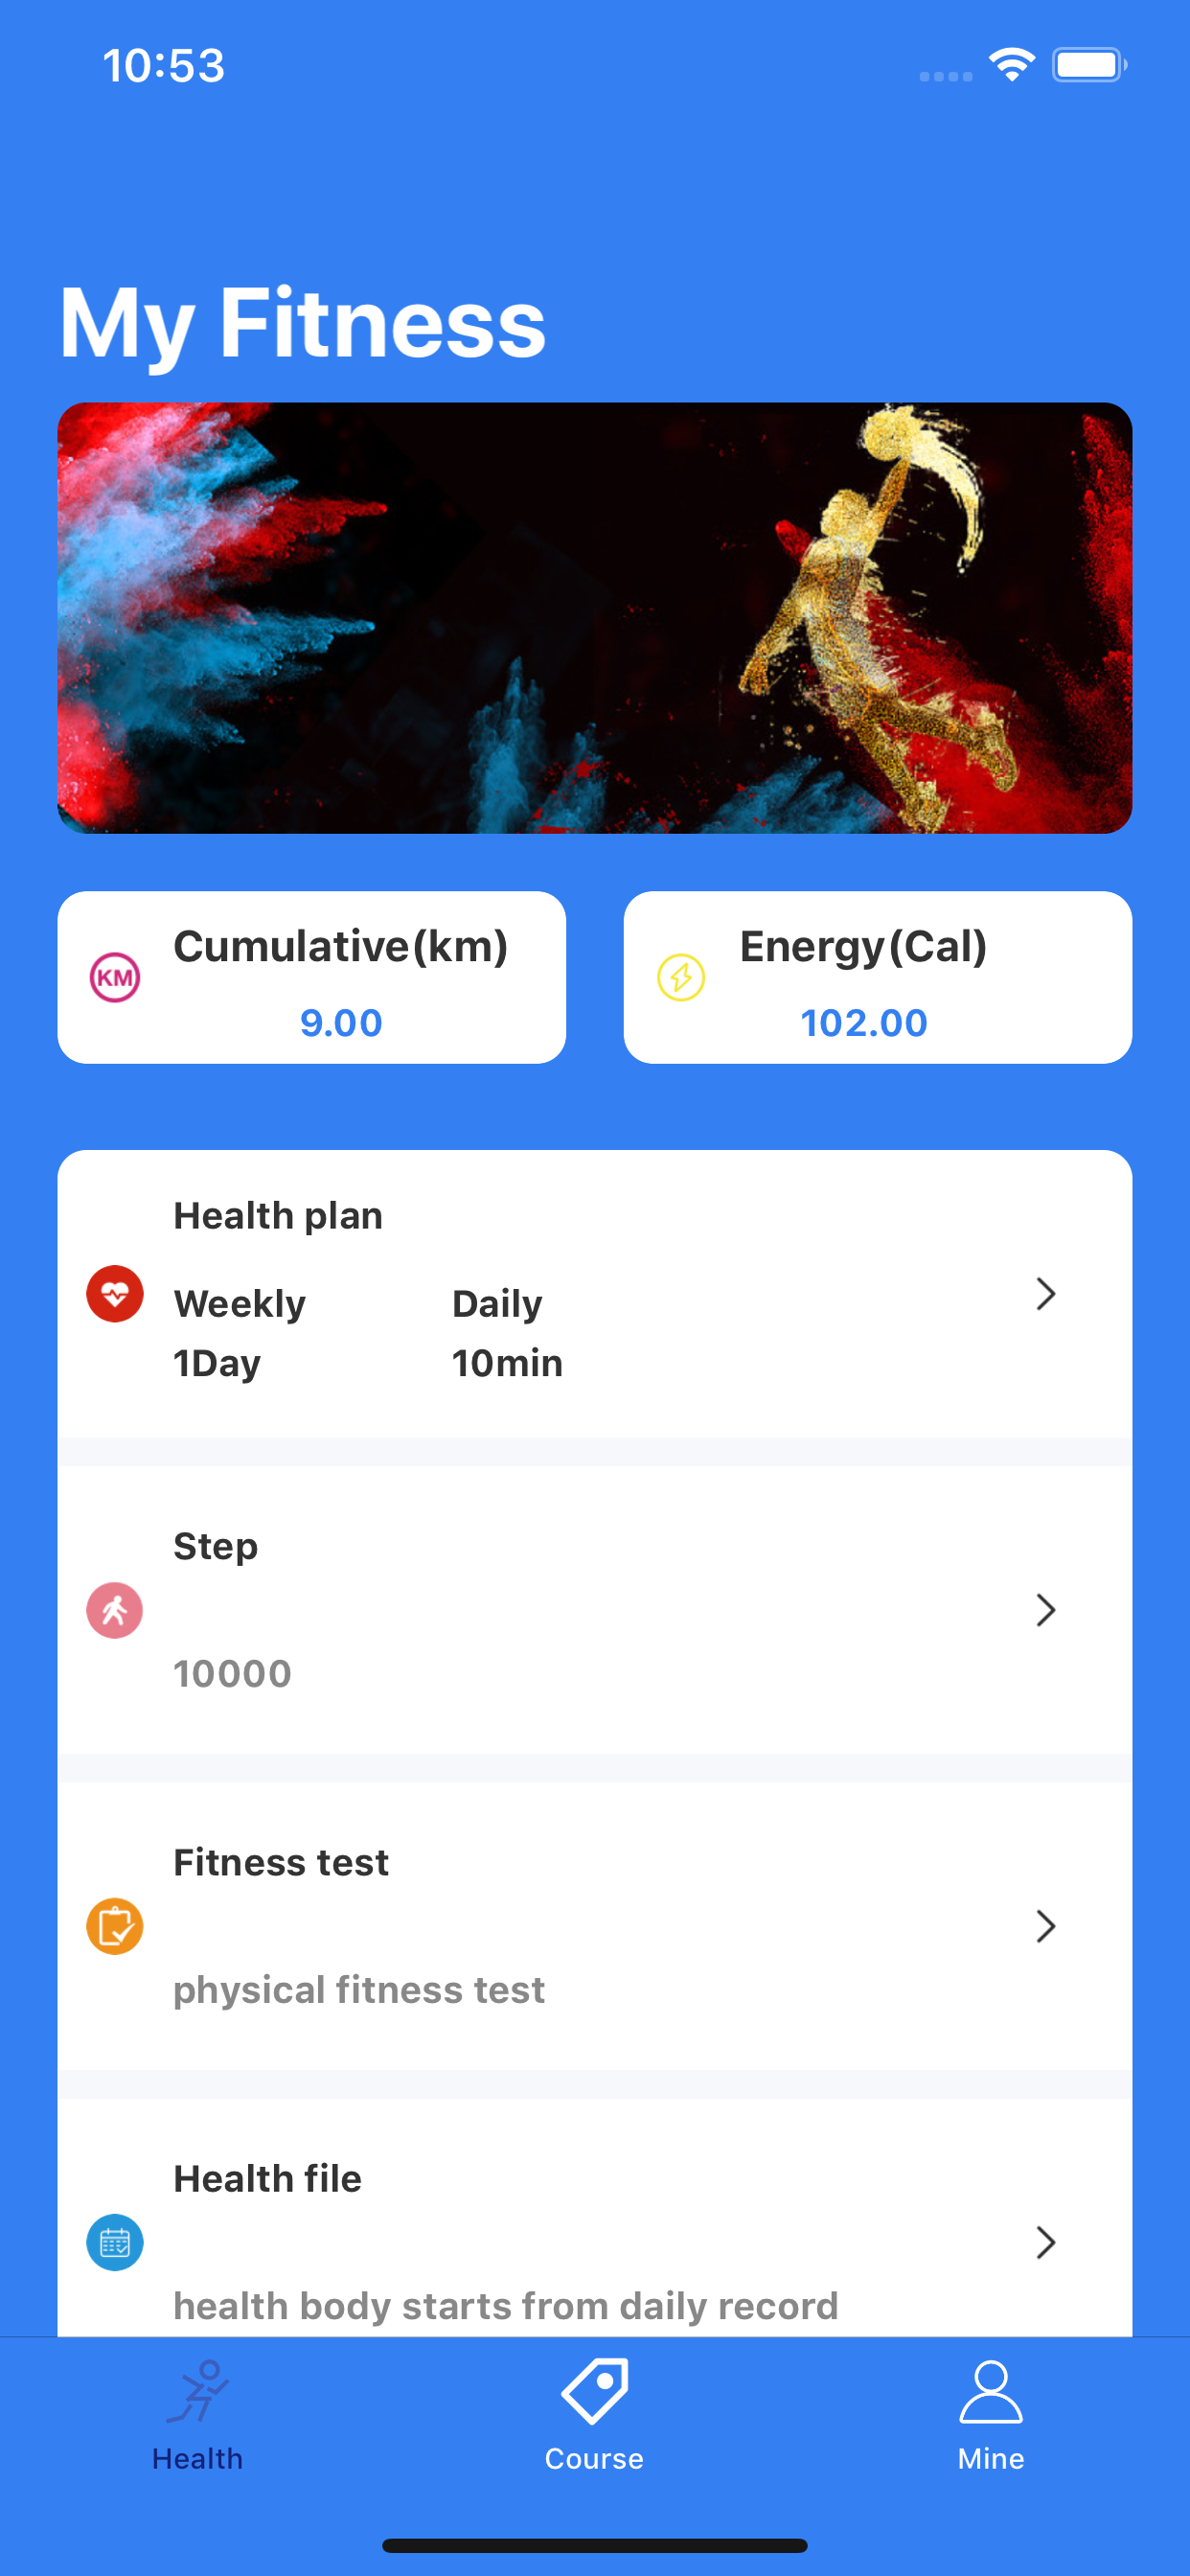 10:53
My Fitness
KM
Cumulative(km)
9.00
Energy(Cal)
102.00
Health plan
Weekly
Daily
1Day
10min
Step
10000
Fitness test
physical fitness test
Health file
health body starts from daily record
Health
Course
Mine